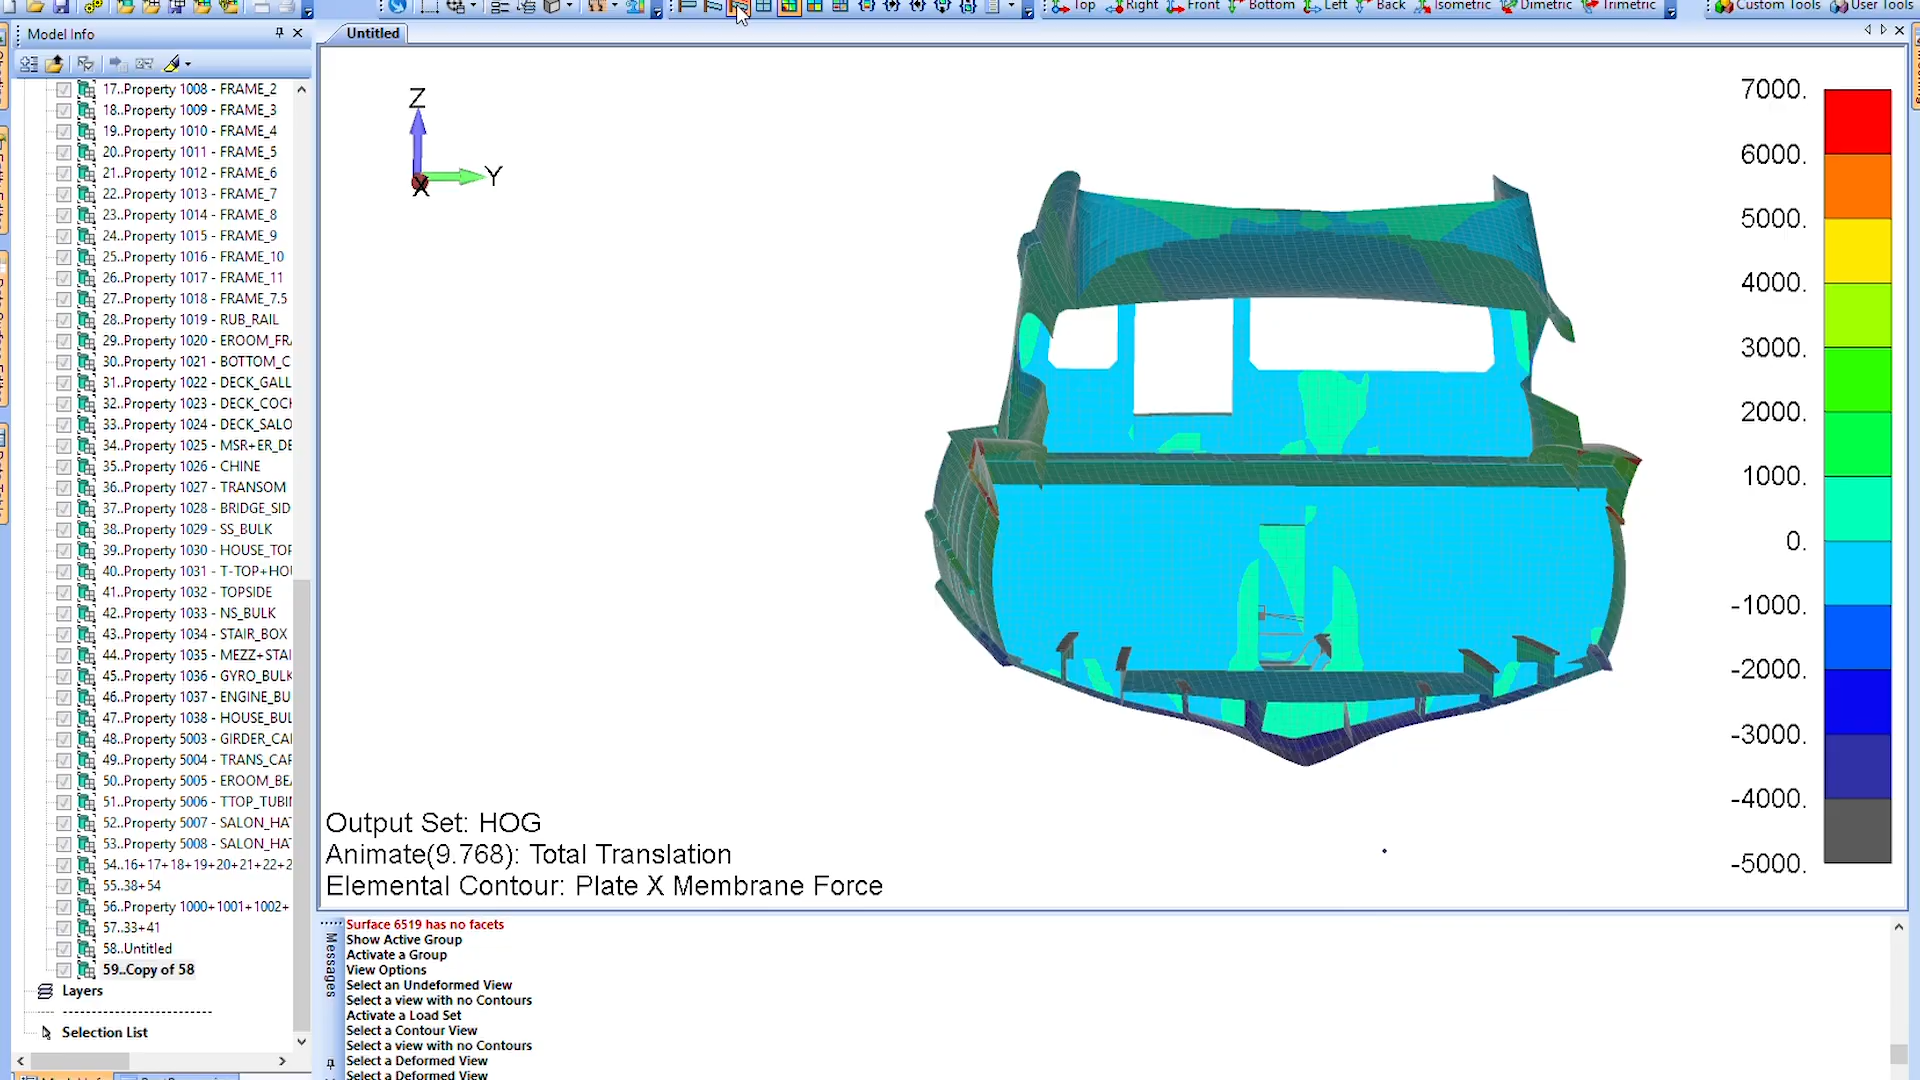 Top
Right
Front
Bottom
Left
Back
Isometric
Dimetric
Trimetric
Custom Tools
User Tools
Model Info
Untitled
17..Property 1008 - FRAME_2
18..Property 1009 - FRAME_3
19..Property 1010 - FRAME_4
20..Property 1011 - FRAME_5
21..Property 1012 - FRAME_6
22..Property 1013 - FRAME_7
23..Property 1014 - FRAME_8
24..Property 1015 - FRAME_9
25..Property 1016 - FRAME_10
26..Property 1017 - FRAME_11
27..Property 1018 - FRAME_7.5
28..Property 1019 - RUB_RAIL
29..Property 1020 - EROOM_FRA
30..Property 1021 - BOTTOM_C
31..Property 1022 - DECK_GALL
32..Property 1023 - DECK_COCK
33..Property 1024 - DECK_SALO
34..Property 1025 - MSR+ER_DE
35..Property 1026 - CHINE
36..Property 1027 - TRANSOM
37..Property 1028 - BRIDGE_SID
38..Property 1029 - SS_BULK
39..Property 1030 - HOUSE_TOP
40..Property 1031 - T-TOP+HOU
41..Property 1032 - TOPSIDE
42..Property 1033 - NS_BULK
43..Property 1034 - STAIR_BOX
44..Property 1035 - MEZZ+STAI
45..Property 1036 - GYRO_BULK
46..Property 1037 - ENGINE_BU
47..Property 1038 - HOUSE_BUL
48..Property 5003 - GIRDER_CAP
49..Property 5004 - TRANS_CAP
50..Property 5005 - EROOM_BEA
51..Property 5006 - TTOP_TUBIN
52..Property 5007 - SALON_HAT
53..Property 5008 - SALON_HAT
54..16+17+18+19+20+21+22+2
55..38+54
56..Property 1000+1001+1002+
57..33+41
58..Untitled
59..Copy of 58
Layers
Selection List
Z
Y
X
7000.
6000.
5000.
4000.
3000.
2000.
1000.
0.
-1000.
-2000.
-3000.
-4000.
-5000.
Output Set: HOG
Animate(9.768): Total Translation
Elemental Contour: Plate X Membrane Force
Messages
Surface 6519 has no facets
Show Active Group
Activate a Group
View Options
Select an Undeformed View
Select a view with no Contours
Activate a Load Set
Select a Contour View
Select a view with no Contours
Select a Deformed View
Select a Deformed View